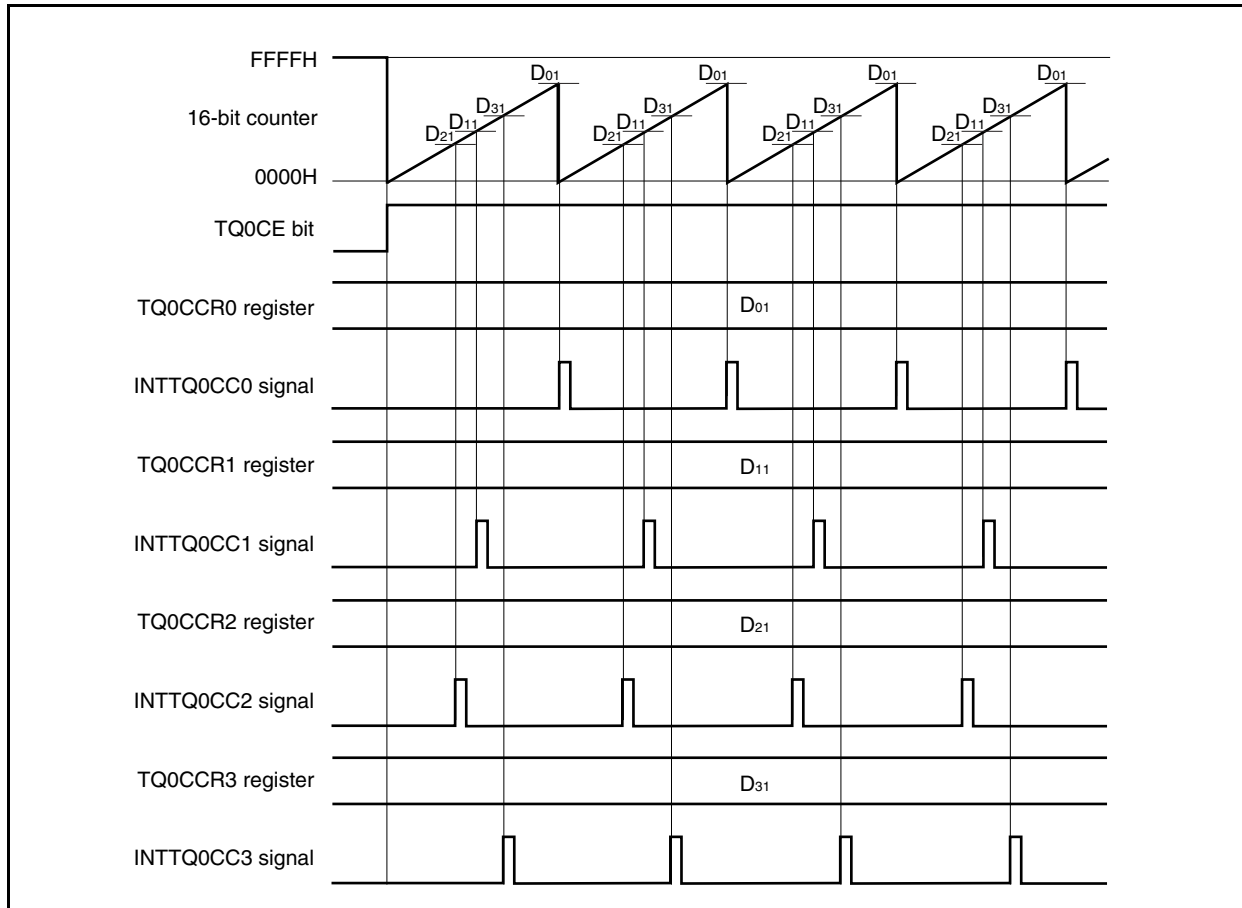 FFFFH
16-bit counter
0000H
D01 D01 D01 D01
D31 D31 D31 D31
D11 D11 D11 D11
D21 D21 D21 D21
TQ0CE bit
TQ0CCR0 register
D01
INTTQ0CC0 signal
TQ0CCR1 register
D11
INTTQ0CC1 signal
TQ0CCR2 register
D21
INTTQ0CC2 signal
TQ0CCR3 register
D31
INTTQ0CC3 signal